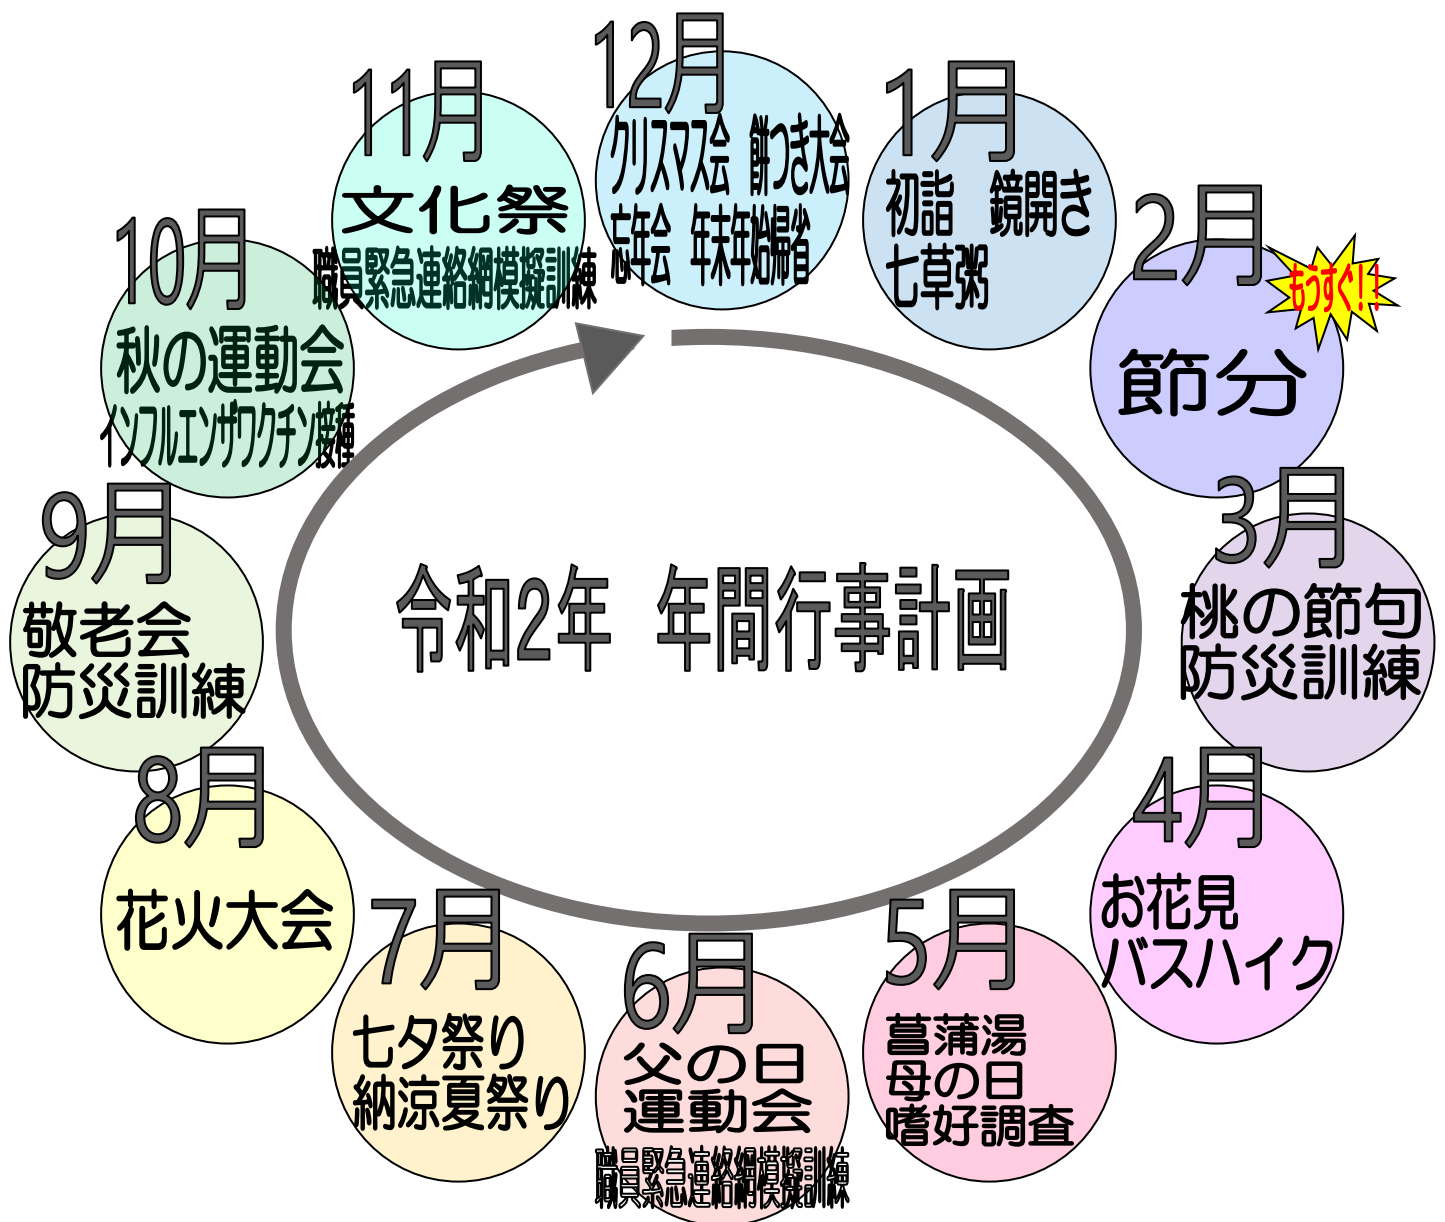 令和2年　年間行事計画
1月
初詣　鏡開き
七草粥
2月
もうすぐ！！
節分
3月
桃の節句
防災訓練
4月
お花見
バスハイク
5月
菖蒲湯
母の日
嗜好調査
6月
父の日
運動会
職員緊急連絡網模擬訓練
7月
七夕祭り
納涼夏祭り
8月
花火大会
9月
敬老会
防災訓練
10月
秋の運動会
インフルエンザワクチン接種
11月
文化祭
職員緊急連絡網模擬訓練
12月
クリスマス会　餅つき大会
忘年会　年末年始帰省